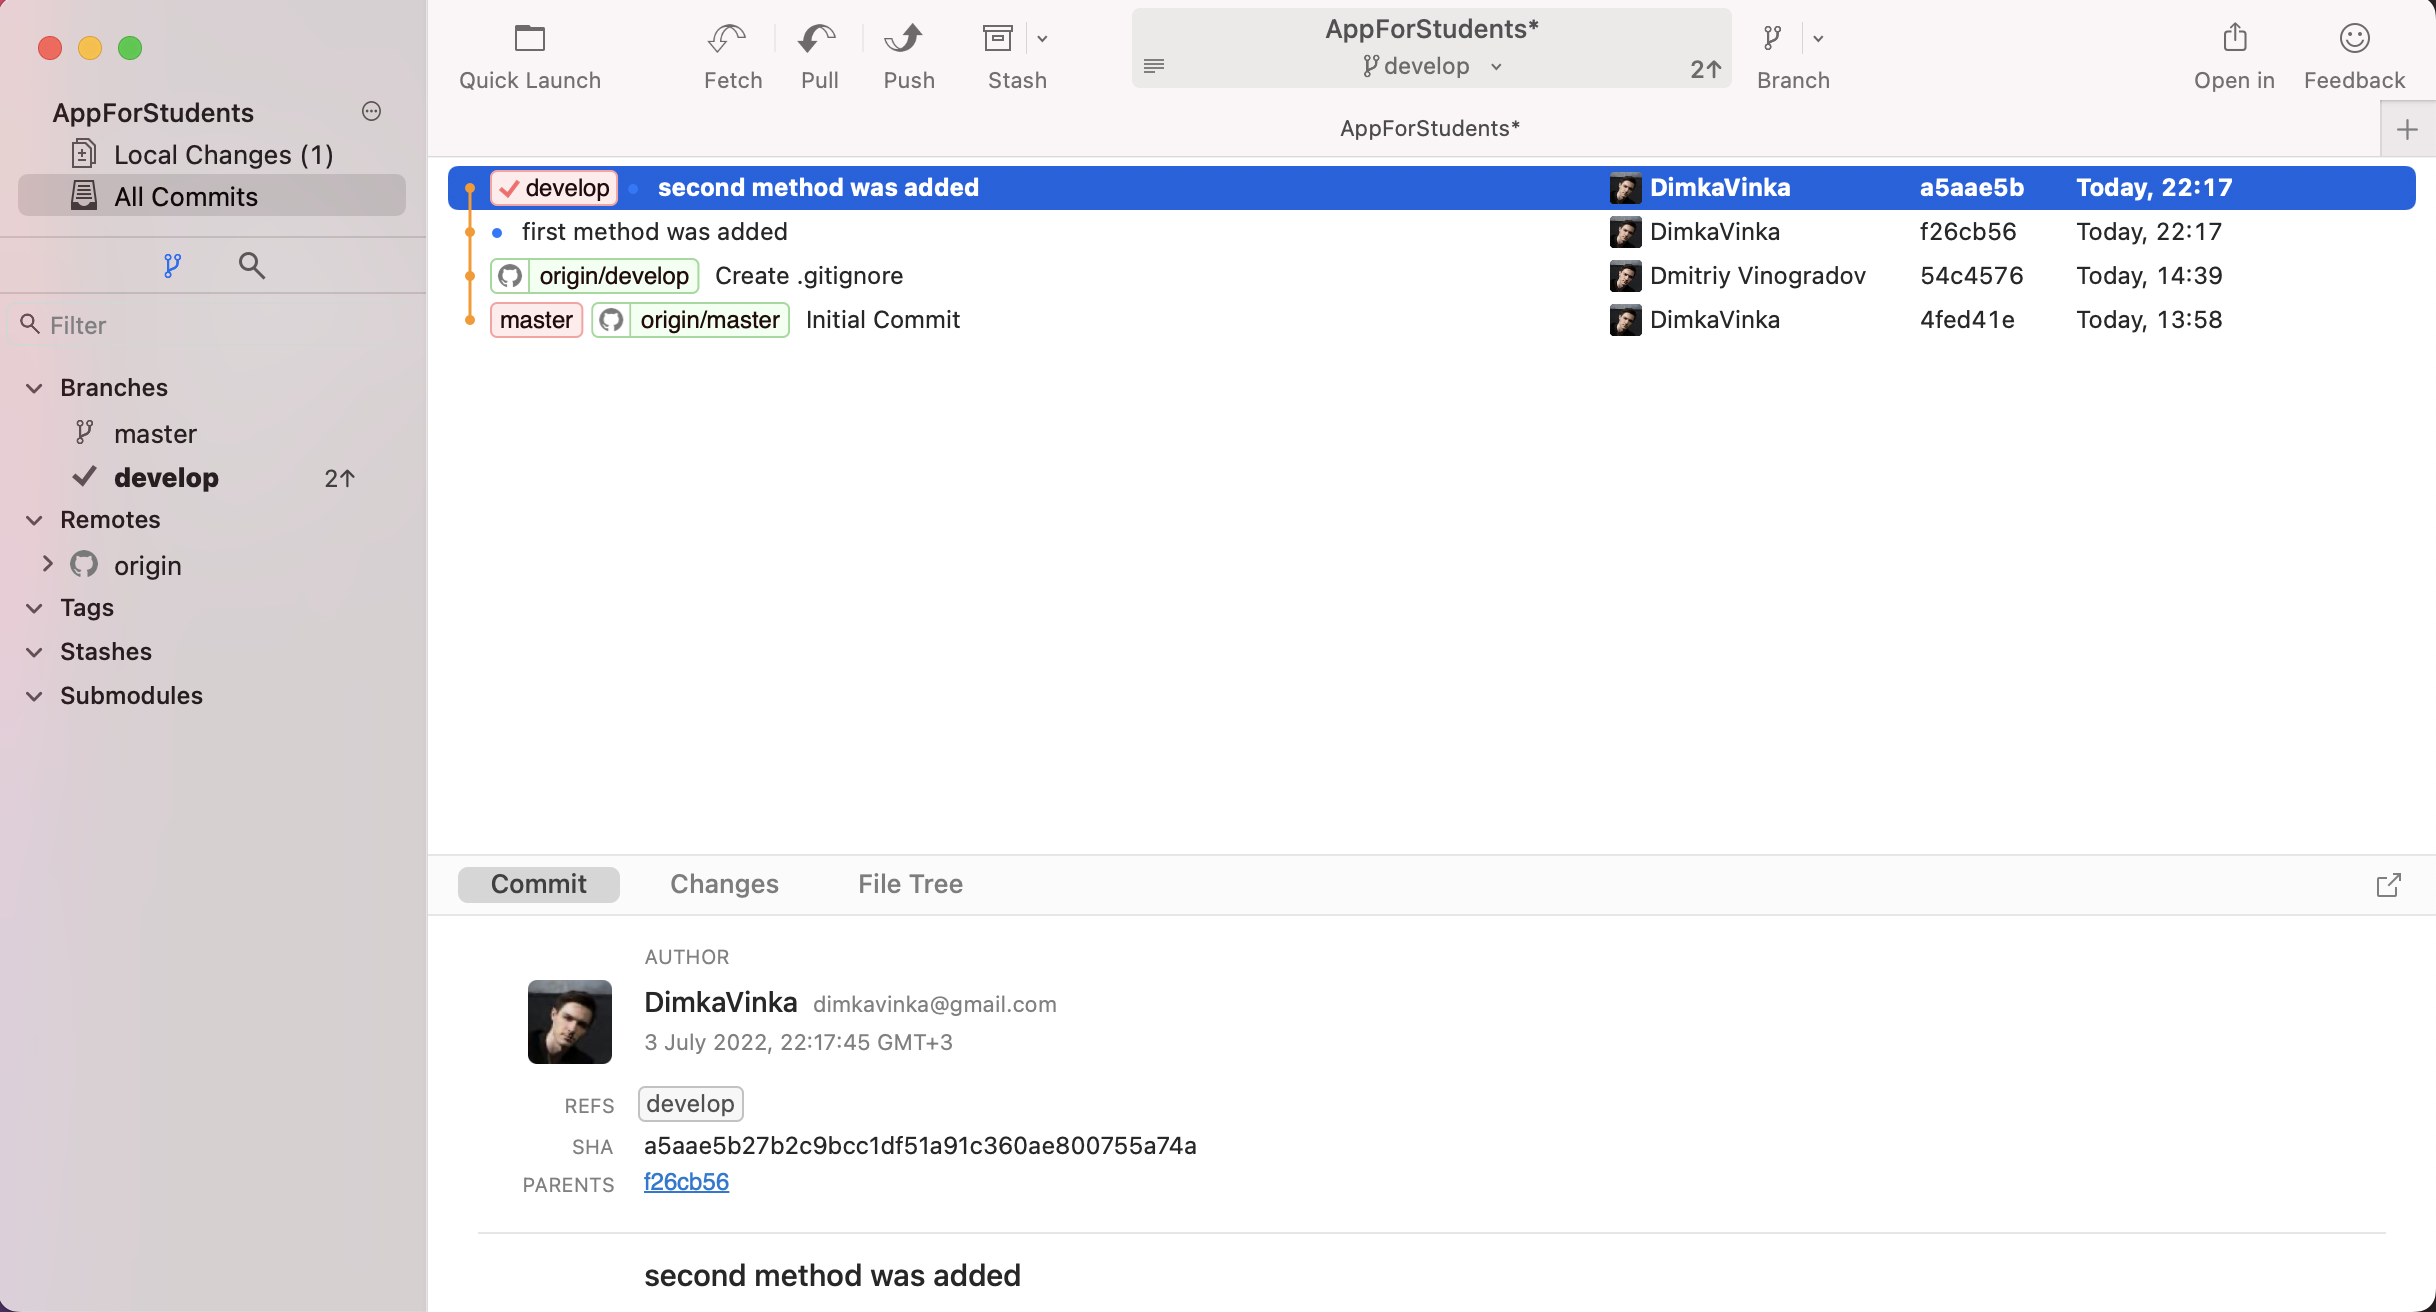 Quick Launch
Fetch
Pull
Push
Stash
AppForStudents*
develop
2↑
Branch
Open in
Feedback
AppForStudents*
AppForStudents
Local Changes (1)
All Commits
Filter
Branches
master
develop 2↑
Remotes
origin
Tags
Stashes
Submodules
develop second method was added DimkaVinka a5aae5b Today, 22:17
first method was added DimkaVinka f26cb56 Today, 22:17
origin/develop Create .gitignore Dmitriy Vinogradov 54c4576 Today, 14:39
master origin/master Initial Commit DimkaVinka 4fed41e Today, 13:58
Commit Changes File Tree
AUTHOR
DimkaVinka dimkavinka@gmail.com
3 July 2022, 22:17:45 GMT+3
REFS develop
SHA a5aae5b27b2c9bcc1df51a91c360ae800755a74a
PARENTS f26cb56
second method was added